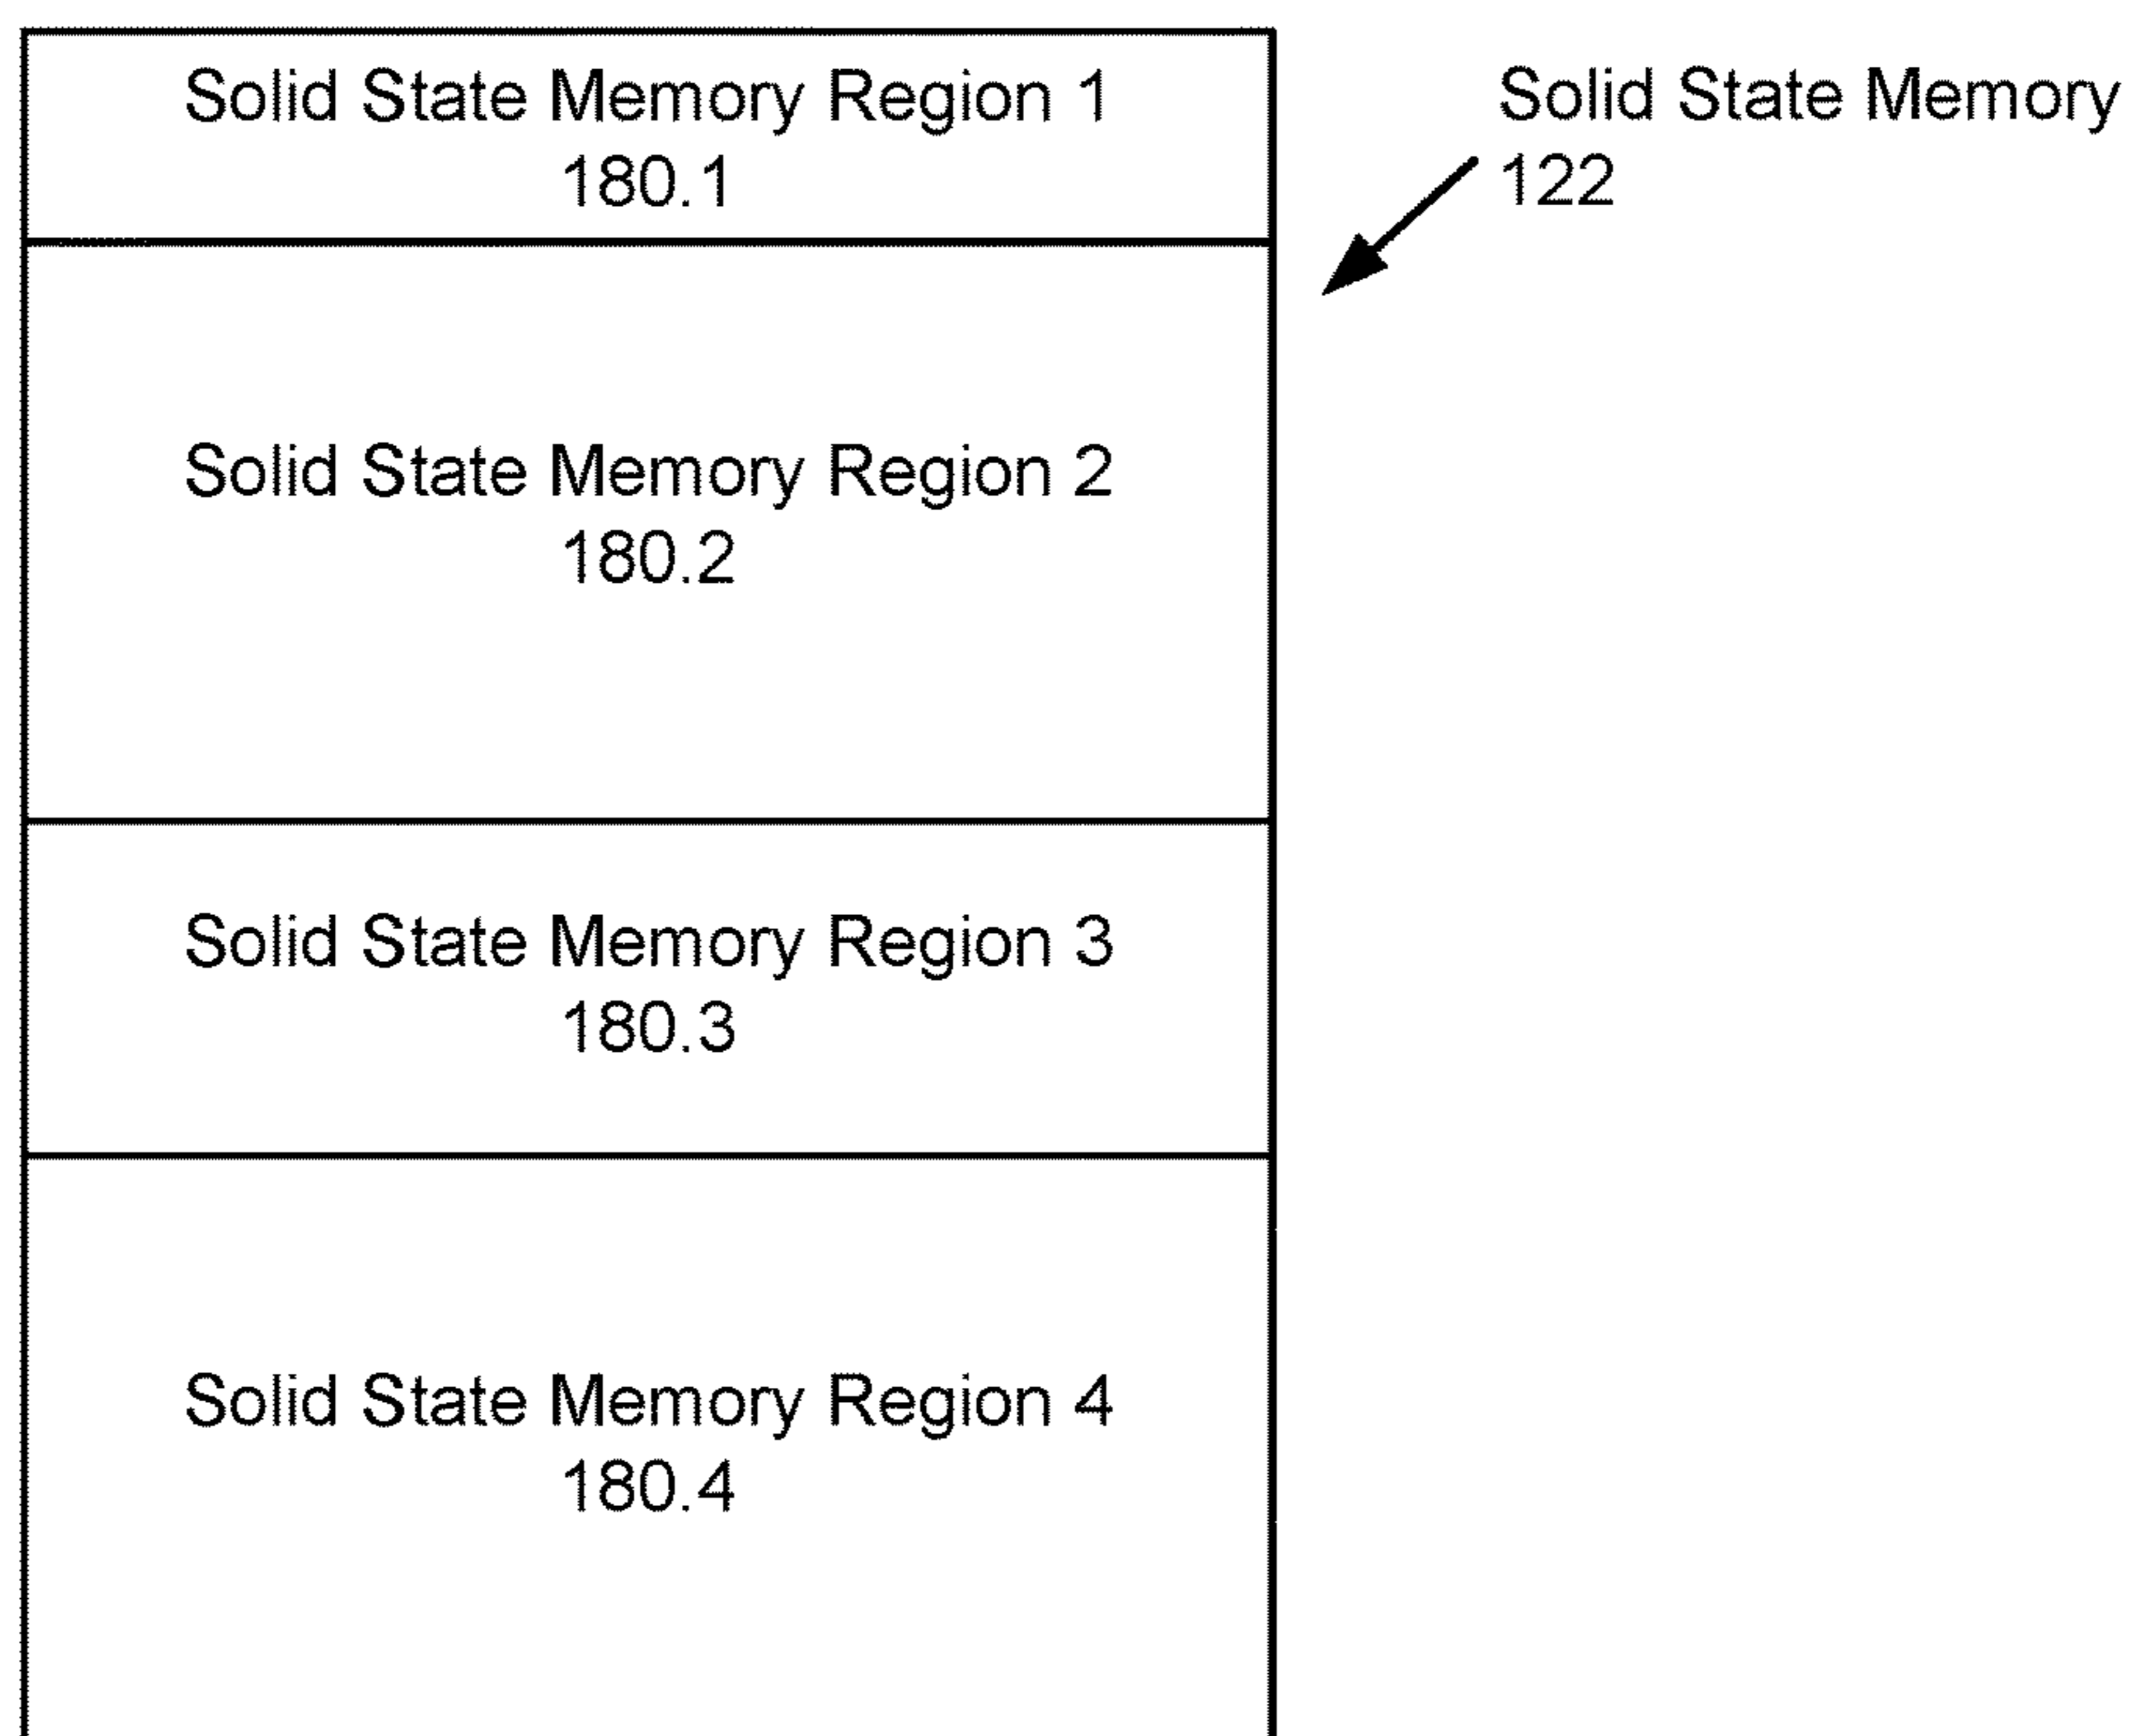 Solid State Memory Region 1
180.1
Solid State Memory
122
Solid State Memory Region 2
180.2
Solid State Memory Region 3
180.3
Solid State Memory Region 4
180.4